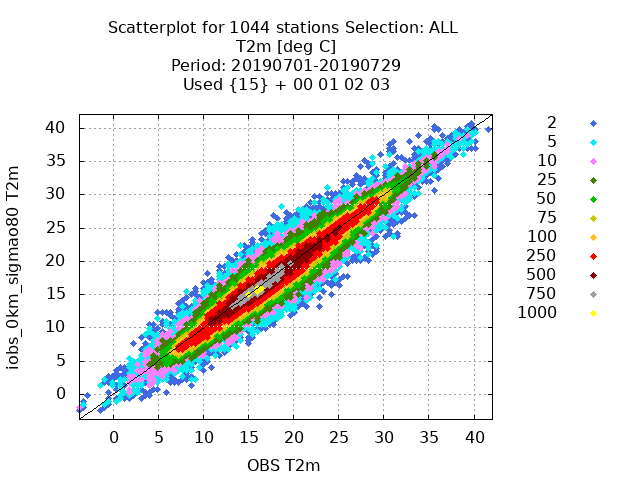 Scatterplot for 1044 stations Selection: ALL
T2m [deg C]
Period: 20190701-20190729
Used {15} + 00 01 02 03
iobs_0km_sigmao80 T2m
40
35
30
25
20
15
10
5
0
0 5 10 15 20 25 30 35 40
OBS T2m
2
5
10
25
50
75
100
250
500
750
1000